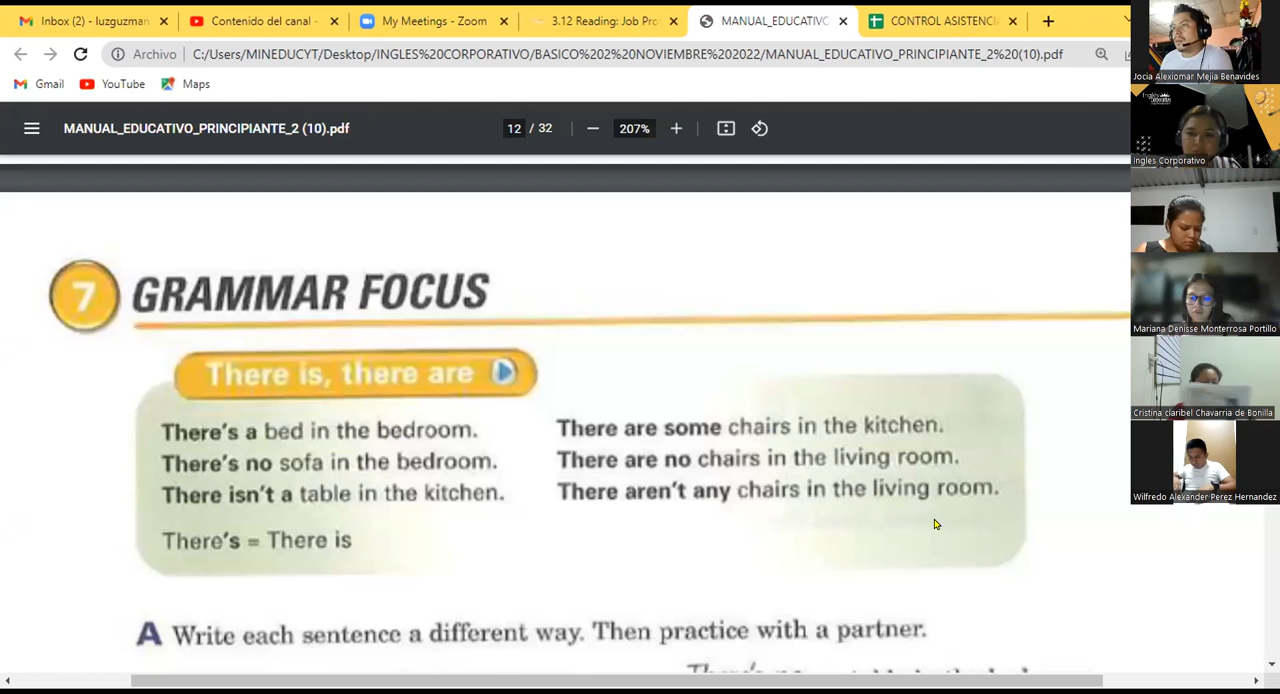 Inbox (2) - luzguzman
Contenido del canal -
My Meetings - Zoom
3.12 Reading: Job Pro
MANUAL_EDUCATIVO
CONTROL ASISTENCI
Archivo
C:/Users/MINEDUCYT/Desktop/INGLES%20CORPORATIVO/BASICO%202%20NOVIEMBRE%202022/MANUAL_EDUCATIVO_PRINCIPIANTE_2%20(10).pdf
Gmail
YouTube
Maps
MANUAL_EDUCATIVO_PRINCIPIANTE_2 (10).pdf
12 / 32
207%
7 GRAMMAR FOCUS
There is, there are
There's a bed in the bedroom.
There's no sofa in the bedroom.
There isn't a table in the kitchen.
There's = There is
There are some chairs in the kitchen.
There are no chairs in the living room.
There aren't any chairs in the living room.
A Write each sentence a different way. Then practice with a partner.
Jocia Alexiomar Mejia Benavides
Ingles Corporativo
Mariana Denisse Monterrosa Portillo
Cristina claribel Chavarria de Bonilla
Wilfredo Alexander Perez Hernandez